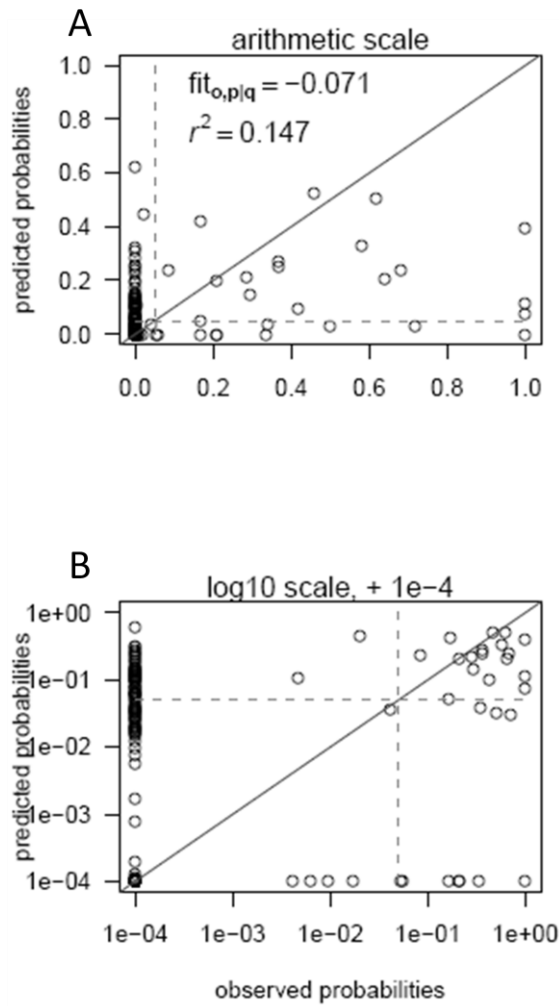 A
arithmetic scale
fit_o,p|q = −0.071
r² = 0.147
predicted probabilities
1.0
0.8
0.6
0.4
0.2
0.0
0.0 0.2 0.4 0.6 0.8 1.0
B
log10 scale, + 1e−4
predicted probabilities
1e+00
1e−01
1e−02
1e−03
1e−04
1e−04 1e−03 1e−02 1e−01 1e+00
observed probabilities